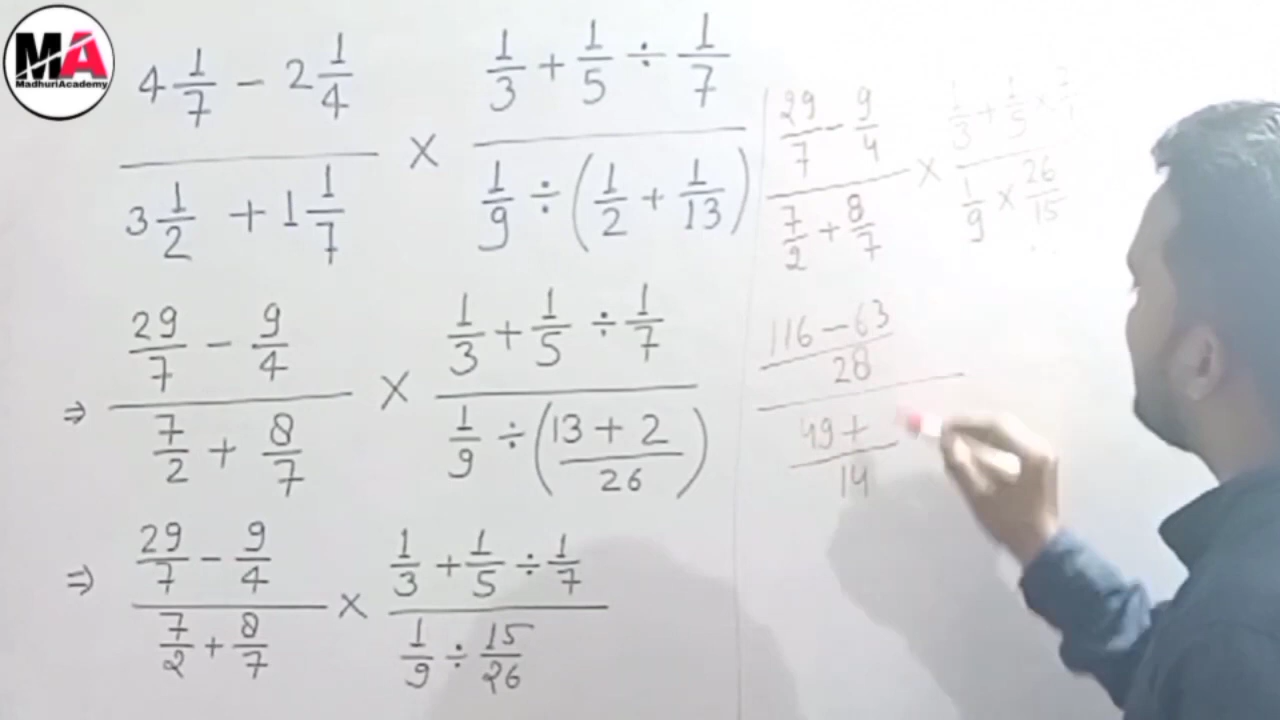 MA
MadhuriAcademy
4 1/7 − 2 1/4
3 1/2 + 1 1/7
×
1/3 + 1/5 ÷ 1/7
1/9 ÷ (1/2 + 1/13)
⇒
29/7 − 9/4
7/2 + 8/7
×
1/3 + 1/5 ÷ 1/7
1/9 ÷ (13 + 2 / 26)
⇒
29/7 − 9/4
7/2 + 8/7
×
1/3 + 1/5 ÷ 1/7
1/9 ÷ 15/26
29/7 − 9/4
7/2 + 8/7
×
1/3 + 1/5 ×
1/9 × 26/15
116 − 63
28
49 +
14